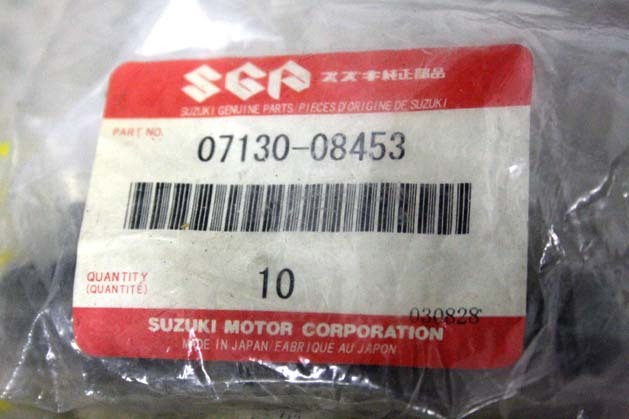 SGP スズキ純正部品
SUZUKI GENUINE PARTS/PIECES D'ORIGINE DE SUZUKI
PART NO. 07130-08453
QUANTITY
(QUANTITÉ) 10
030828
SUZUKI MOTOR CORPORATION
MADE IN JAPAN/FABRIQUE AU JAPON